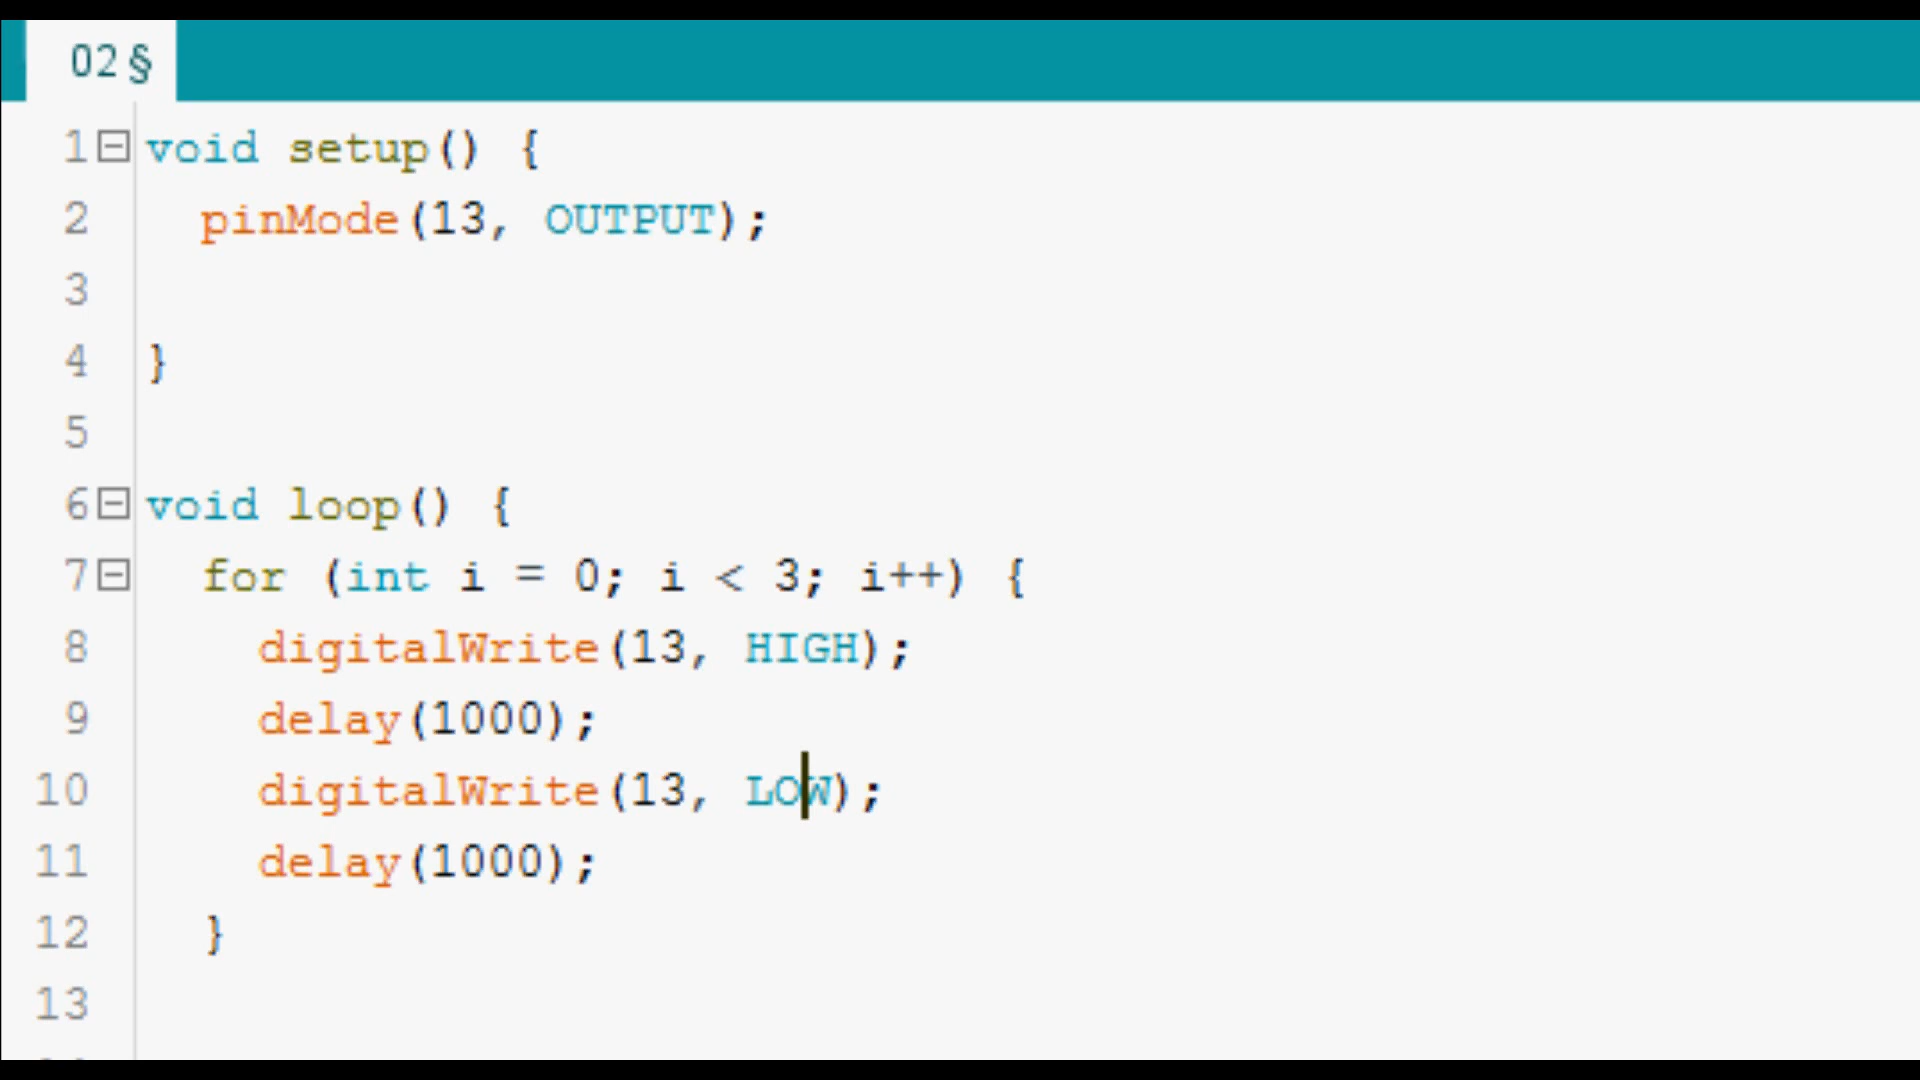 02§
1 void setup() {
2 pinMode(13, OUTPUT);
3
4 }
5
6 void loop() {
7 for (int i = 0; i < 3; i++) {
8 digitalWrite(13, HIGH);
9 delay(1000);
10 digitalWrite(13, LOW);
11 delay(1000);
12 }
13